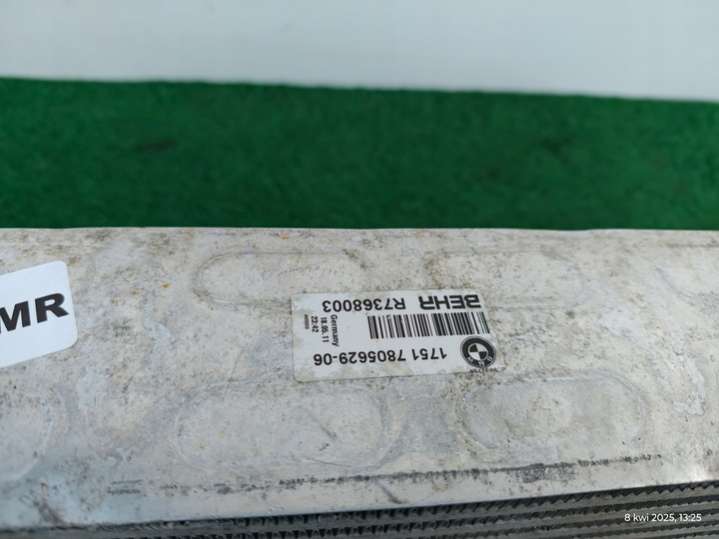 MR
1751 7805629-06
Germany
18.05.11
22:42
BEHR R7368003
8 kwi 2025, 13:25